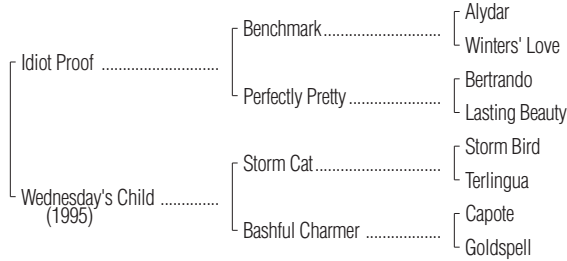 Alydar
Benchmark
Winters' Love
Idiot Proof
Bertrando
Perfectly Pretty
Lasting Beauty
Storm Bird
Storm Cat
Terlingua
Wednesday's Child
(1995)
Capote
Bashful Charmer
Goldspell